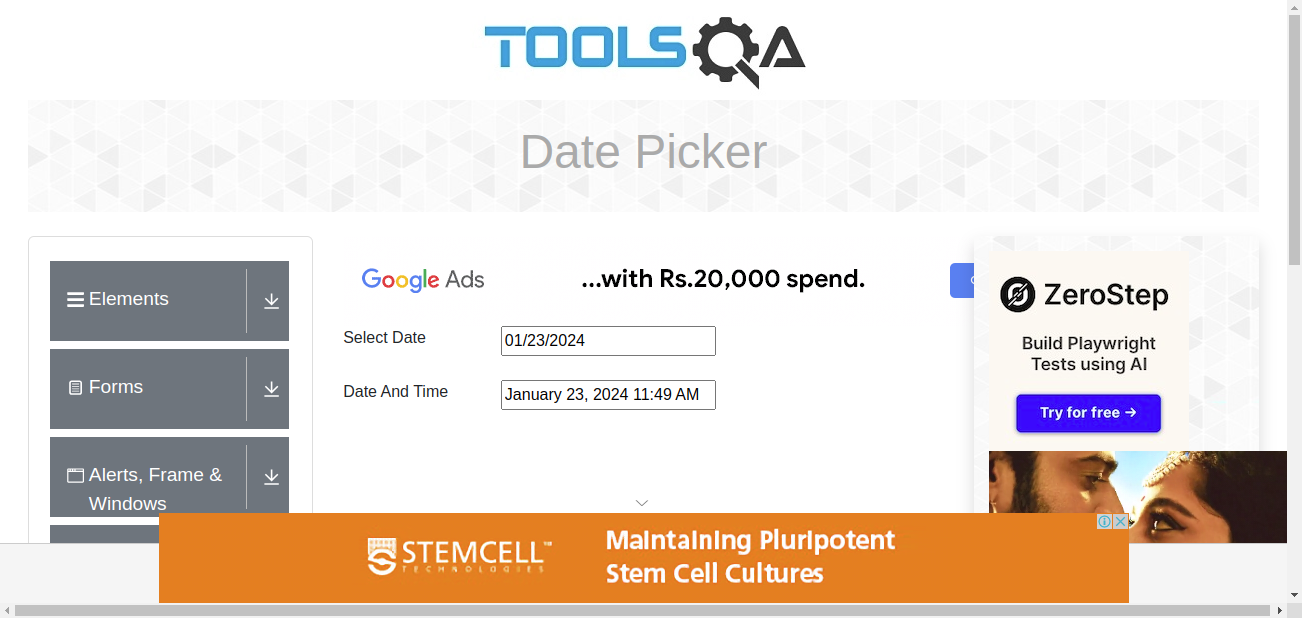 TOOLSQA
Date Picker
Elements
Forms
Alerts, Frame &
Windows
Google Ads
...with Rs.20,000 spend.
Select Date
01/23/2024
Date And Time
January 23, 2024 11:49 AM
ZeroStep
Build Playwright
Tests using AI
Try for free →
STEMCELL™
TECHNOLOGIES
Maintaining Pluripotent
Stem Cell Cultures